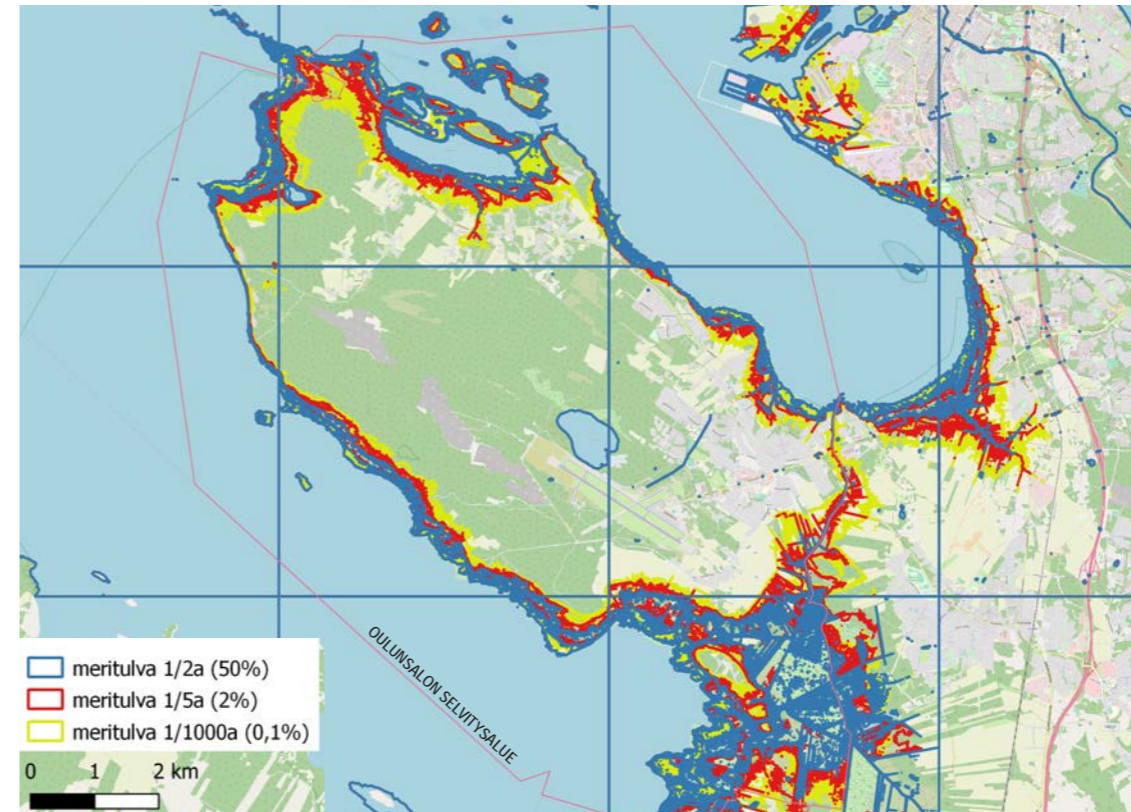 OULUNSALON SELVITYSALUE
meritulva 1/2a (50%)
meritulva 1/5a (2%)
meritulva 1/1000a (0,1%)
0 1 2 km